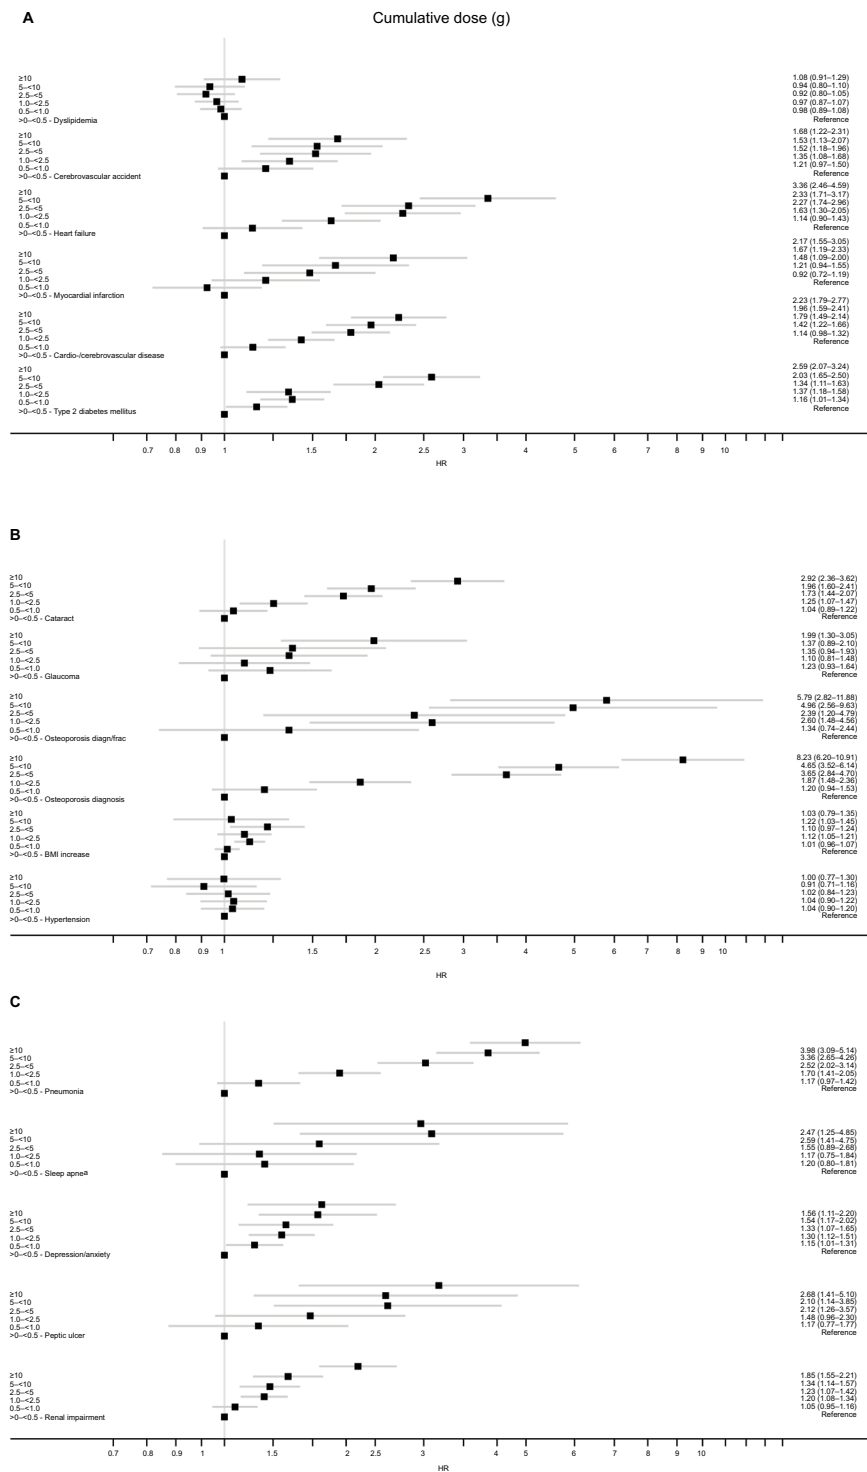 A
Cumulative dose (g)
≥10 1.08 (0.91–1.29)
5–<10 0.94 (0.80–1.10)
2.5–<5 0.92 (0.80–1.05)
1.0–<2.5 0.97 (0.87–1.07)
0.5–<1.0 0.98 (0.89–1.08)
>0–<0.5 - Dyslipidemia Reference
≥10 1.68 (1.22–2.31)
5–<10 1.53 (1.13–2.07)
2.5–<5 1.52 (1.18–1.96)
1.0–<2.5 1.35 (1.08–1.68)
0.5–<1.0 1.21 (0.97–1.50)
>0–<0.5 - Cerebrovascular accident Reference
≥10 3.36 (2.46–4.59)
5–<10 2.33 (1.71–3.17)
2.5–<5 2.27 (1.74–2.96)
1.0–<2.5 1.63 (1.30–2.05)
0.5–<1.0 1.14 (0.90–1.43)
>0–<0.5 - Heart failure Reference
≥10 2.17 (1.55–3.05)
5–<10 1.67 (1.19–2.33)
2.5–<5 1.48 (1.09–2.00)
1.0–<2.5 1.21 (0.94–1.55)
0.5–<1.0 0.92 (0.72–1.19)
>0–<0.5 - Myocardial infarction Reference
≥10 2.23 (1.79–2.77)
5–<10 1.96 (1.59–2.41)
2.5–<5 1.79 (1.49–2.14)
1.0–<2.5 1.42 (1.22–1.66)
0.5–<1.0 1.14 (0.98–1.32)
>0–<0.5 - Cardio-/cerebrovascular disease Reference
≥10 2.59 (2.07–3.24)
5–<10 2.03 (1.65–2.50)
2.5–<5 1.34 (1.11–1.63)
1.0–<2.5 1.37 (1.18–1.58)
0.5–<1.0 1.16 (1.01–1.34)
>0–<0.5 - Type 2 diabetes mellitus Reference
0.7 0.8 0.9 1 1.5 2 2.5 3 4 5 6 7 8 9 10
HR
B
≥10 2.92 (2.36–3.62)
5–<10 1.96 (1.60–2.41)
2.5–<5 1.73 (1.44–2.07)
1.0–<2.5 1.25 (1.07–1.47)
0.5–<1.0 1.04 (0.89–1.22)
>0–<0.5 - Cataract Reference
≥10 1.99 (1.30–3.05)
5–<10 1.37 (0.89–2.10)
2.5–<5 1.35 (0.94–1.93)
1.0–<2.5 1.10 (0.81–1.48)
0.5–<1.0 1.23 (0.93–1.64)
>0–<0.5 - Glaucoma Reference
≥10 5.79 (2.82–11.88)
5–<10 4.96 (2.56–9.63)
2.5–<5 2.39 (1.20–4.79)
1.0–<2.5 2.60 (1.48–4.56)
0.5–<1.0 1.34 (0.74–2.44)
>0–<0.5 - Osteoporosis diagn/frac Reference
≥10 8.23 (6.20–10.91)
5–<10 4.65 (3.52–6.14)
2.5–<5 3.65 (2.84–4.70)
1.0–<2.5 1.87 (1.48–2.36)
0.5–<1.0 1.20 (0.94–1.53)
>0–<0.5 - Osteoporosis diagnosis Reference
≥10 1.03 (0.79–1.35)
5–<10 1.22 (1.03–1.45)
2.5–<5 1.10 (0.97–1.24)
1.0–<2.5 1.12 (1.05–1.21)
0.5–<1.0 1.01 (0.96–1.07)
>0–<0.5 - BMI increase Reference
≥10 1.00 (0.77–1.30)
5–<10 0.91 (0.71–1.16)
2.5–<5 1.02 (0.84–1.23)
1.0–<2.5 1.04 (0.90–1.22)
0.5–<1.0 1.04 (0.90–1.20)
>0–<0.5 - Hypertension Reference
0.7 0.8 0.9 1 1.5 2 2.5 3 4 5 6 7 8 9 10
HR
C
≥10 3.98 (3.09–5.14)
5–<10 3.36 (2.65–4.26)
2.5–<5 2.52 (2.02–3.14)
1.0–<2.5 1.70 (1.41–2.05)
0.5–<1.0 1.17 (0.97–1.42)
>0–<0.5 - Pneumonia Reference
≥10 2.47 (1.25–4.85)
5–<10 2.59 (1.41–4.75)
2.5–<5 1.55 (0.89–2.68)
1.0–<2.5 1.17 (0.75–1.84)
0.5–<1.0 1.20 (0.80–1.81)
>0–<0.5 - Sleep apnea Reference
≥10 1.56 (1.11–2.20)
5–<10 1.54 (1.17–2.02)
2.5–<5 1.33 (1.07–1.65)
1.0–<2.5 1.30 (1.12–1.51)
0.5–<1.0 1.15 (1.01–1.31)
>0–<0.5 - Depression/anxiety Reference
≥10 2.68 (1.41–5.10)
5–<10 2.10 (1.14–3.85)
2.5–<5 2.12 (1.26–3.57)
1.0–<2.5 1.48 (0.96–2.30)
0.5–<1.0 1.17 (0.77–1.77)
>0–<0.5 - Peptic ulcer Reference
≥10 1.85 (1.55–2.21)
5–<10 1.34 (1.14–1.57)
2.5–<5 1.23 (1.07–1.42)
1.0–<2.5 1.20 (1.08–1.34)
0.5–<1.0 1.05 (0.95–1.16)
>0–<0.5 - Renal impairment Reference
0.7 0.8 0.9 1 1.5 2 2.5 3 4 5 6 7 8 9 10
HR